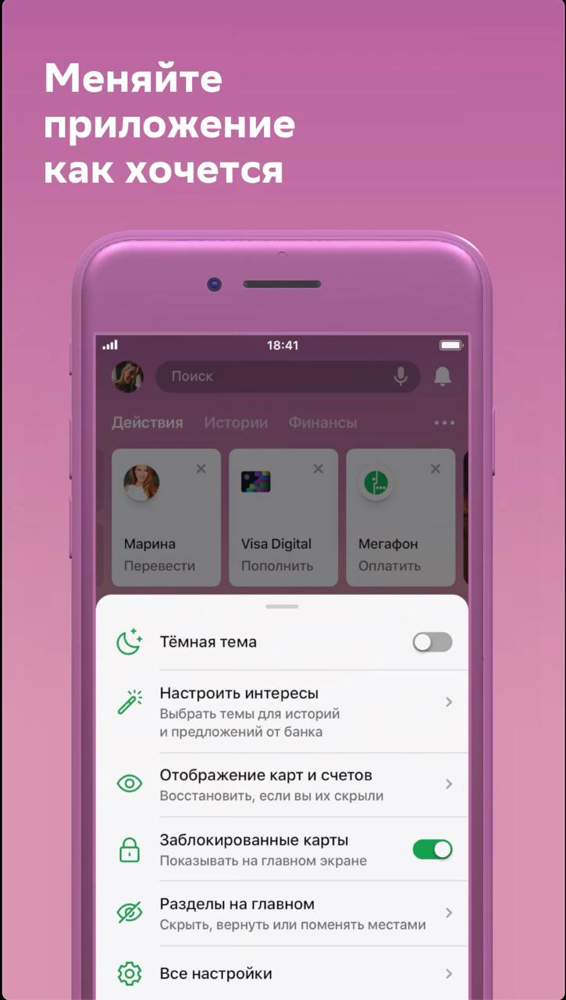 Меняйте
приложение
как хочется
18:41
Поиск
Действия Истории Финансы
Марина Visa Digital Мегафон
Перевести Пополнить Оплатить
Тёмная тема
Настроить интересы
Выбрать темы для историй
и предложений от банка
Отображение карт и счетов
Восстановить, если вы их скрыли
Заблокированные карты
Показывать на главном экране
Разделы на главном
Скрыть, вернуть или поменять местами
Все настройки